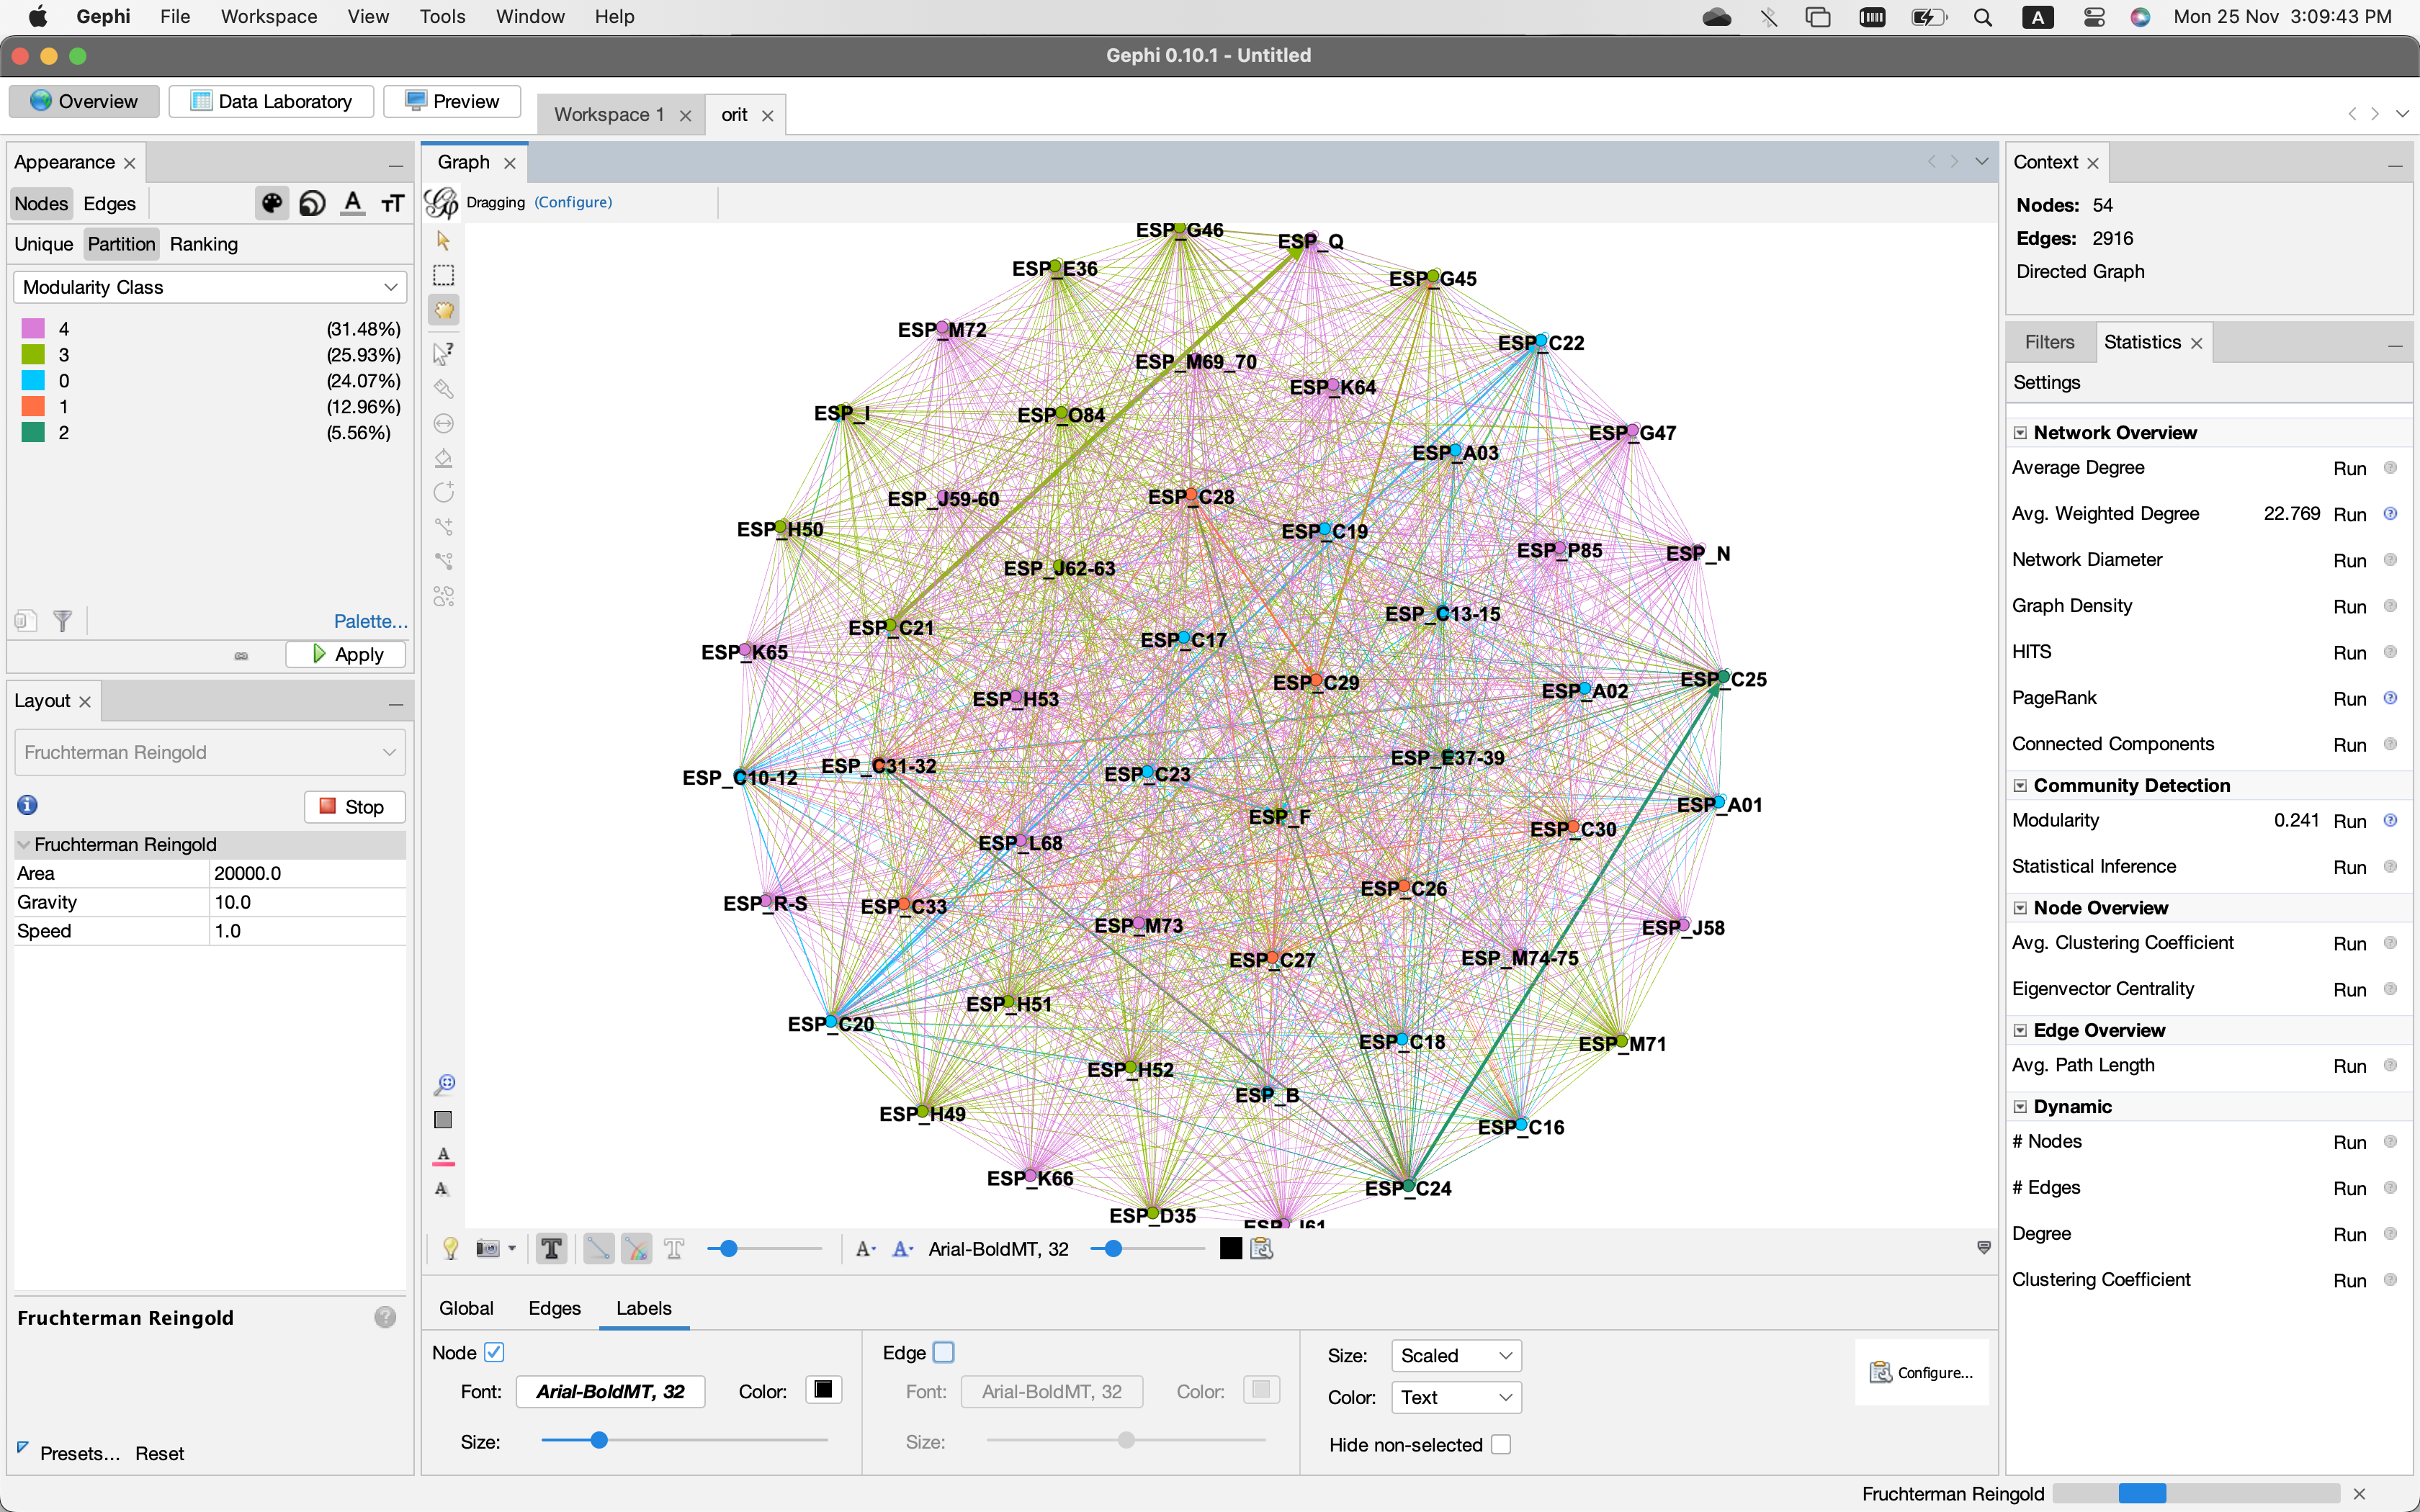 Gephi File Workspace View Tools Window Help A Mon 25 Nov 3:09:43 PM
Gephi 0.10.1 - Untitled
Overview Data Laboratory Preview Workspace 1 orit
Appearance
Nodes Edges
Unique Partition Ranking
Modularity Class
4 (31.48%)
3 (25.93%)
0 (24.07%)
1 (12.96%)
2 (5.56%)
Palette...
Apply
Layout
Fruchterman Reingold
Stop
Fruchterman Reingold
Area 20000.0
Gravity 10.0
Speed 1.0
Fruchterman Reingold
Presets... Reset
Graph
Dragging (Configure)
ESP_G46
ESP_Q
ESP_E36
ESP_G45
ESP_M72
ESP_C22
ESP_M69_70
ESP_K64
ESP_I
ESP_O84
ESP_G47
ESP_A03
ESP_J59-60
ESP_C28
ESP_H50
ESP_C19
ESP_P85
ESP_N
ESP_J62-63
ESP_C13-15
ESP_C21
ESP_C17
ESP_K65
ESP_C29
ESP_C25
ESP_A02
ESP_H53
ESP_E37-39
ESP_C31-32
ESP_C23
ESP_C10-12
ESP_A01
ESP_F
ESP_C30
ESP_L68
ESP_C26
ESP_R-S
ESP_C33
ESP_M73
ESP_J58
ESP_C27
ESP_M74-75
ESP_H51
ESP_C20
ESP_C18
ESP_M71
ESP_H52
ESP_B
ESP_H49
ESP_C16
ESP_K66
ESP_C24
ESP_D35
ESP_J61
Arial-BoldMT, 32
Global Edges Labels
Node Edge Size: Scaled
Font: Arial-BoldMT, 32 Color: Font: Arial-BoldMT, 32 Color: Color: Text
Configure...
Size: Size: Hide non-selected
Context
Nodes: 54
Edges: 2916
Directed Graph
Filters Statistics
Settings
Network Overview
Average Degree Run
Avg. Weighted Degree 22.769 Run
Network Diameter Run
Graph Density Run
HITS Run
PageRank Run
Connected Components Run
Community Detection
Modularity 0.241 Run
Statistical Inference Run
Node Overview
Avg. Clustering Coefficient Run
Eigenvector Centrality Run
Edge Overview
Avg. Path Length Run
Dynamic
# Nodes Run
# Edges Run
Degree Run
Clustering Coefficient Run
Fruchterman Reingold